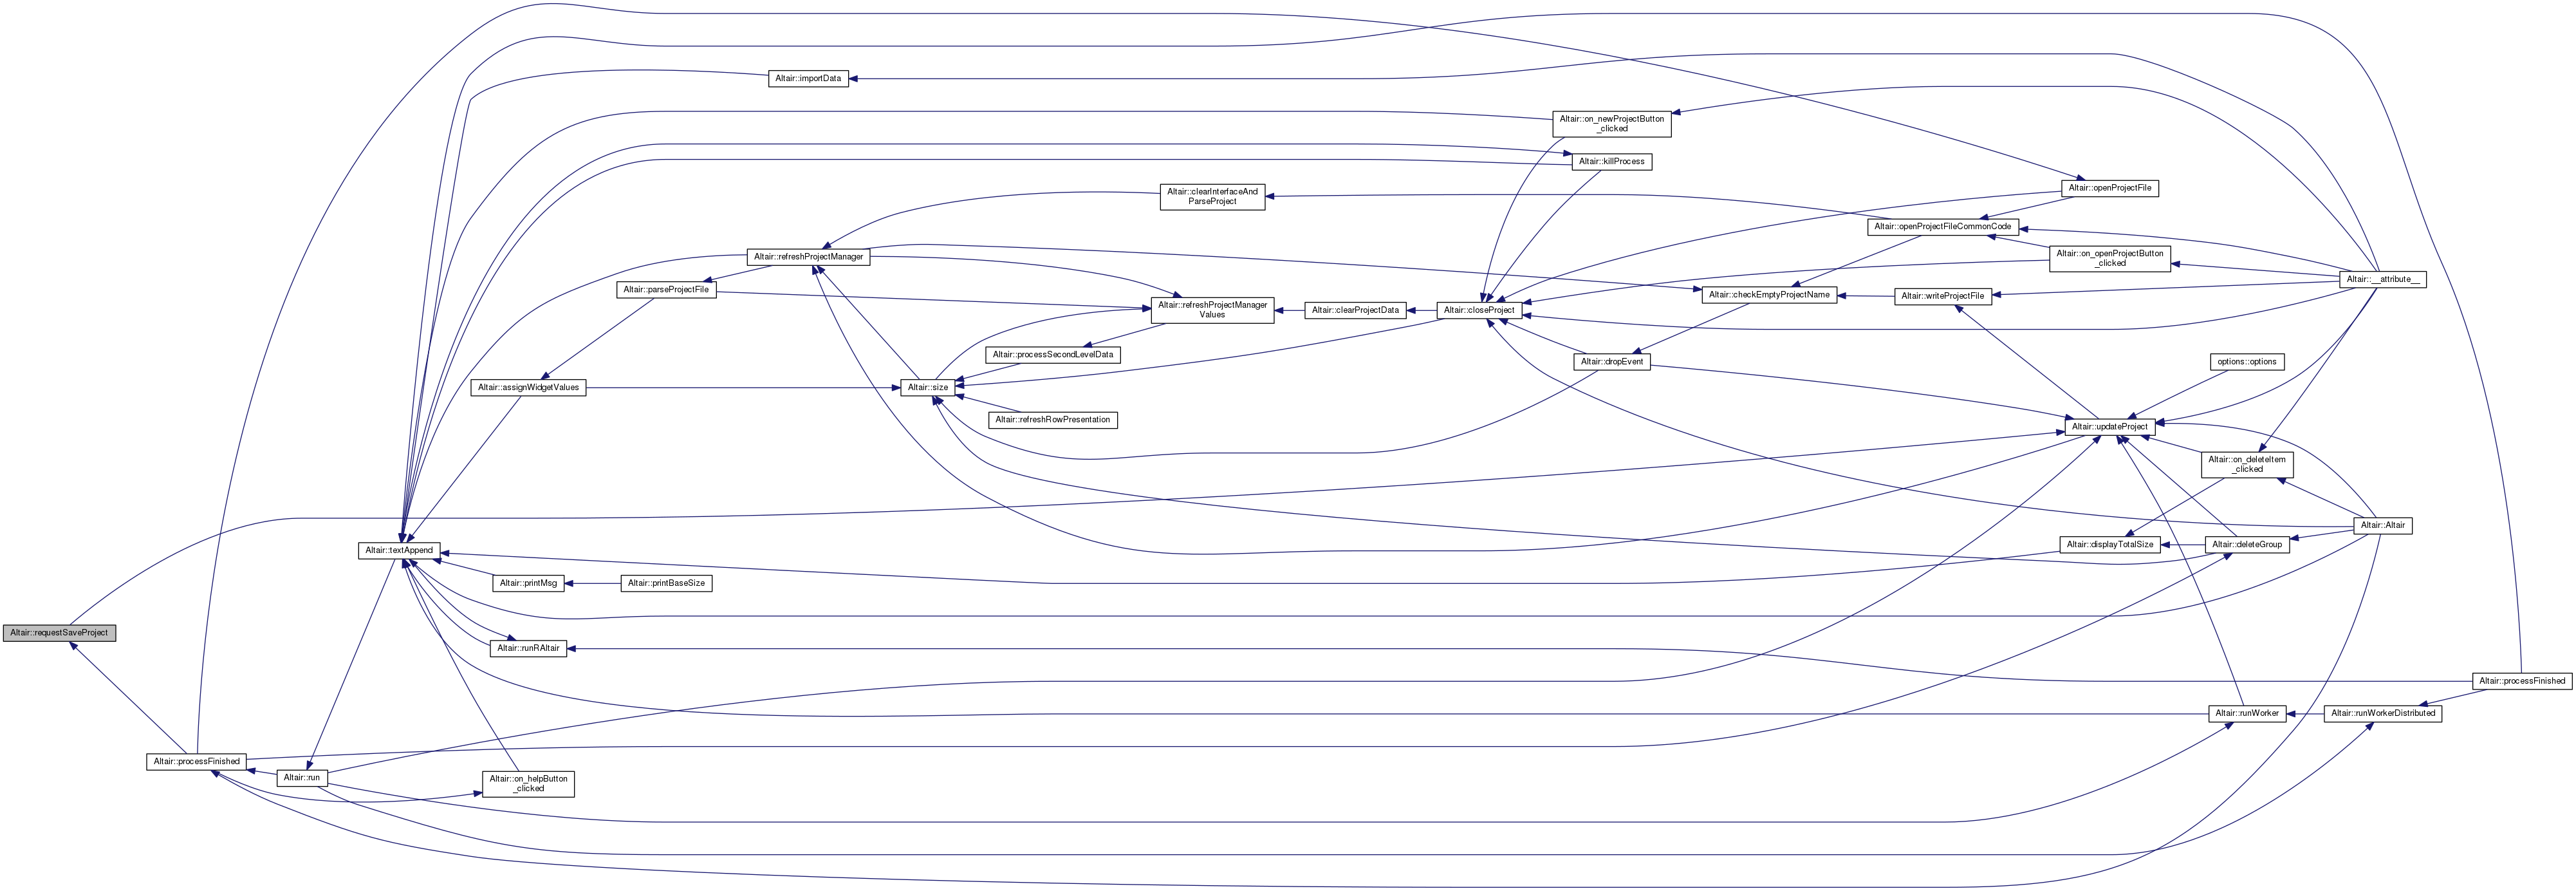 Altair::importData
Altair::on_newProjectButton
_clicked
Altair::killProcess
Altair::openProjectFile
Altair::clearInterfaceAnd
ParseProject
Altair::openProjectFileCommonCode
Altair::refreshProjectManager
Altair::on_openProjectButton
_clicked
Altair::__attribute__
Altair::parseProjectFile
Altair::checkEmptyProjectName
Altair::writeProjectFile
Altair::refreshProjectManager
Values
Altair::clearProjectData
Altair::closeProject
Altair::processSecondLevelData
Altair::dropEvent
options::options
Altair::assignWidgetValues
Altair::size
Altair::refreshRowPresentation
Altair::updateProject
Altair::on_deleteItem
_clicked
Altair::Altair
Altair::textAppend
Altair::displayTotalSize
Altair::deleteGroup
Altair::printMsg
Altair::printBaseSize
Altair::requestSaveProject
Altair::runRAltair
Altair::processFinished
Altair::runWorker
Altair::runWorkerDistributed
Altair::processFinished
Altair::run
Altair::on_helpButton
_clicked